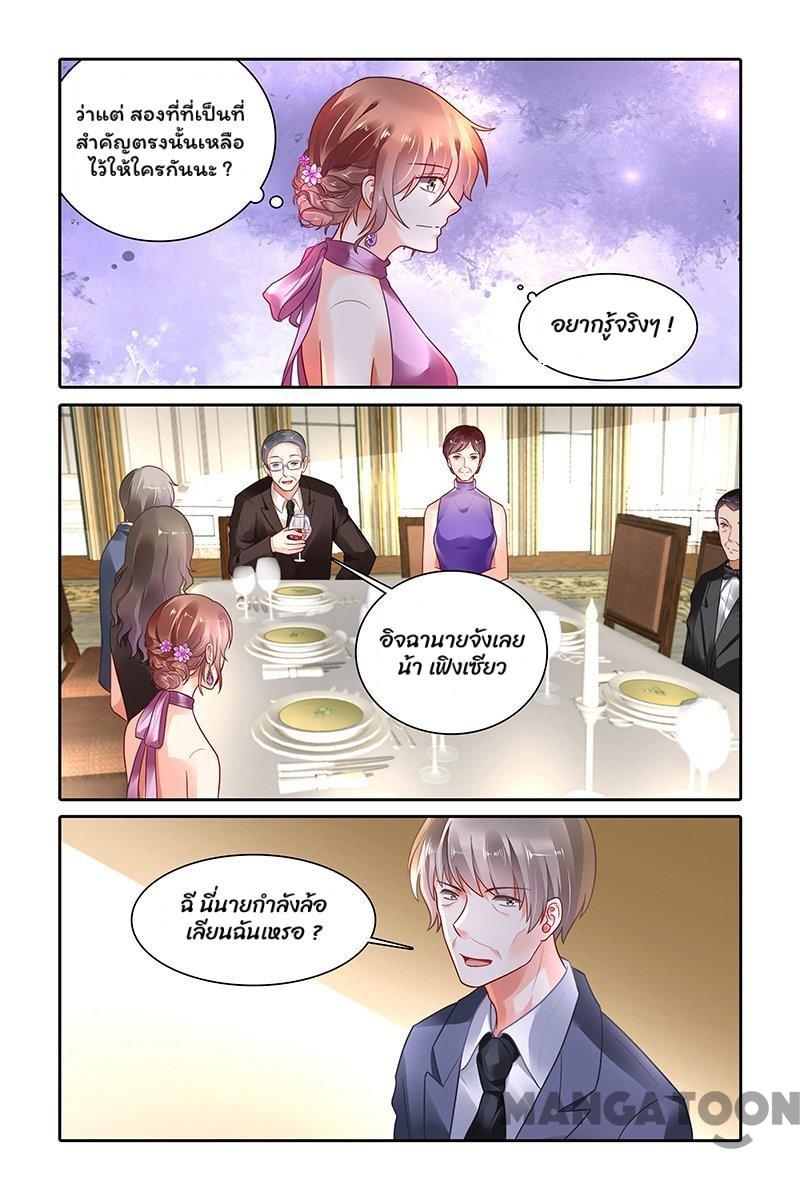 ว่าแต่ สองที่ที่เป็นที่
สำคัญตรงนั้นเหลือ
ไว้ให้ใครกันนะ ?
อยากรู้จริงๆ !
อิจฉานายจังเลย
น้า เฟิงเซียว
ฉี นี่นายกำลังล้อ
เลียนฉันเหรอ ?
MANGATOON